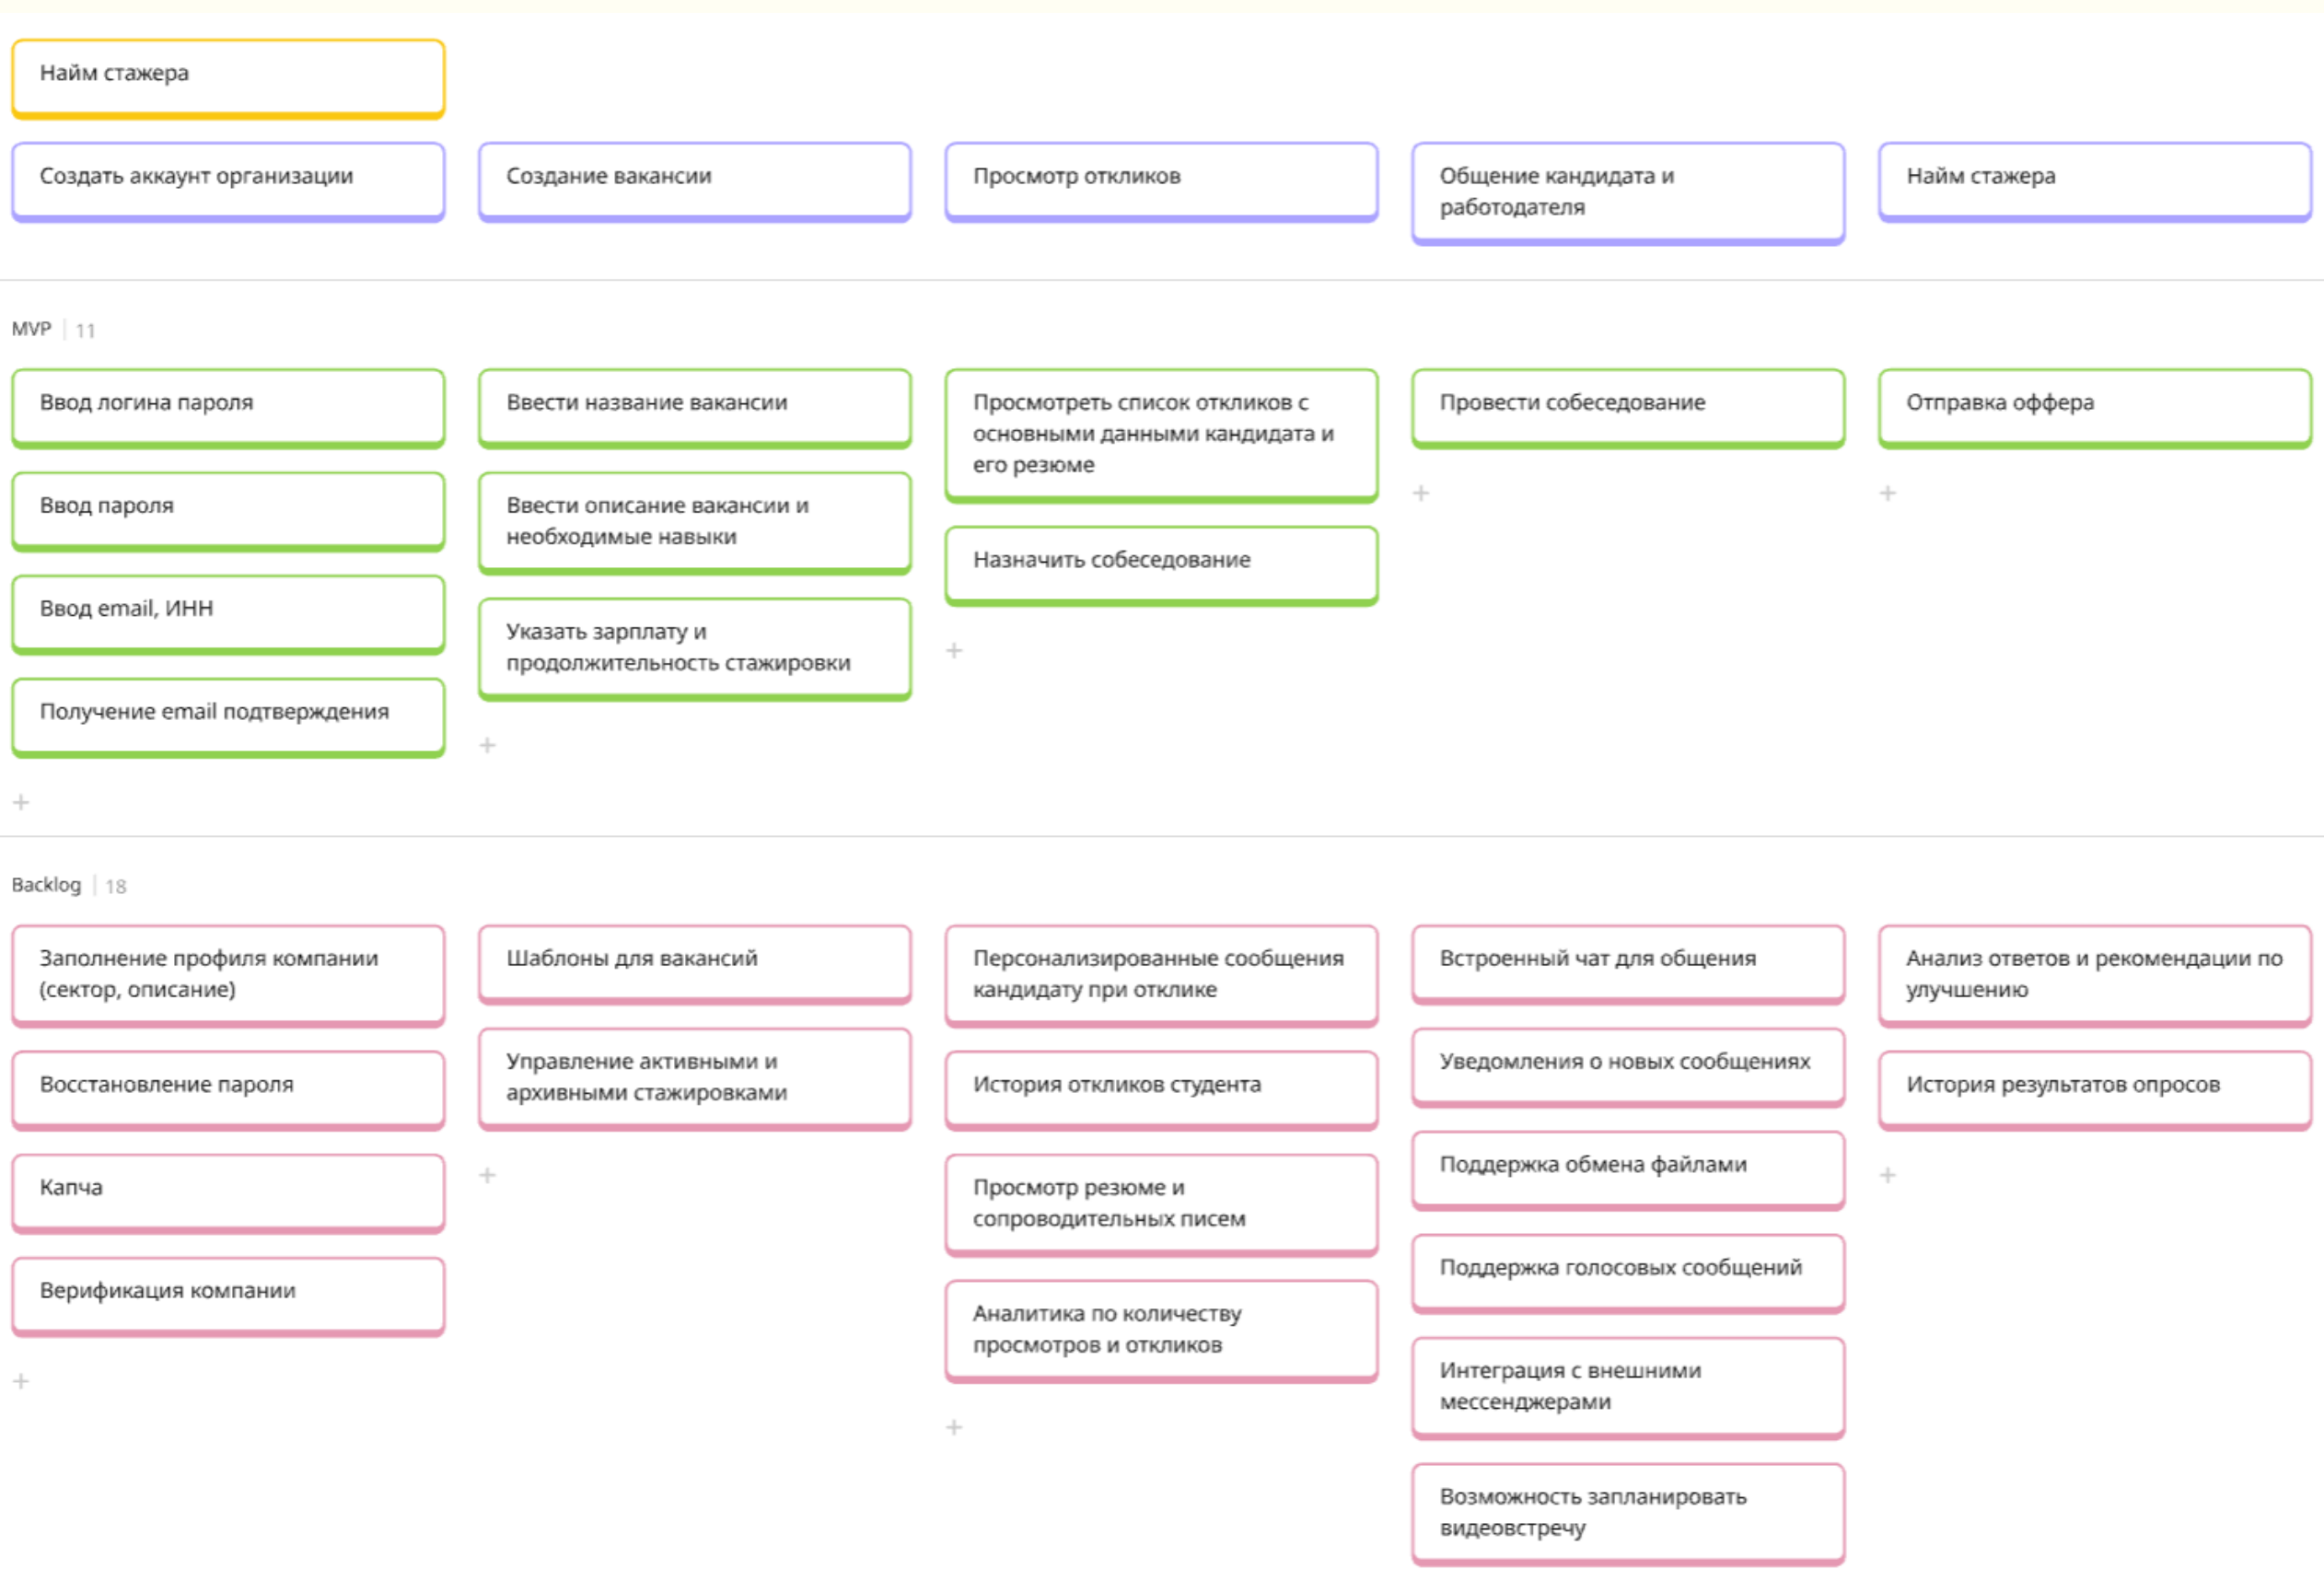 Найм стажера
Создать аккаунт организации
Создание вакансии
Просмотр откликов
Общение кандидата и
работодателя
Найм стажера
MVP 11
Ввод логина пароля
Ввод пароля
Ввод email, ИНН
Получение email подтверждения
+
Ввести название вакансии
Ввести описание вакансии и
необходимые навыки
Указать зарплату и
продолжительность стажировки
+
Просмотреть список откликов с
основными данными кандидата и
его резюме
Назначить собеседование
+
Провести собеседование
+
Отправка оффера
+
Backlog 18
Заполнение профиля компании
(сектор, описание)
Восстановление пароля
Капча
Верификация компании
+
Шаблоны для вакансий
Управление активными и
архивными стажировками
+
Персонализированные сообщения
кандидату при отклике
История откликов студента
Просмотр резюме и
сопроводительных писем
Аналитика по количеству
просмотров и откликов
+
Встроенный чат для общения
Уведомления о новых сообщениях
Поддержка обмена файлами
Поддержка голосовых сообщений
Интеграция с внешними
мессенджерами
Возможность запланировать
видеовстречу
Анализ ответов и рекомендации по
улучшению
История результатов опросов
+